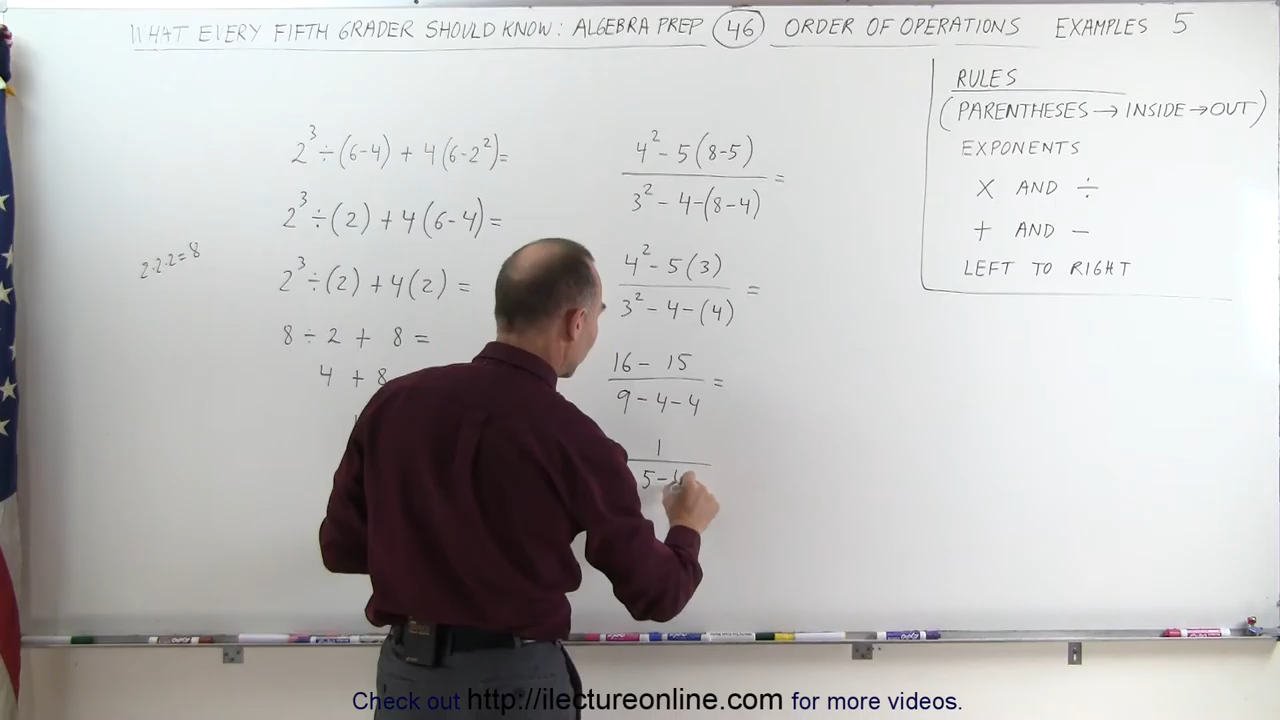 WHAT EVERY FIFTH GRADER SHOULD KNOW: ALGEBRA PREP 46 ORDER OF OPERATIONS EXAMPLES 5
2³ ÷ (6-4) + 4(6-2²) =
2³ ÷ (2) + 4(6-4) =
2·2·2=8
2³ ÷ (2) + 4(2) =
8 ÷ 2 + 8 =
4 + 8
4² - 5(8-5)
3² - 4 - (8-4) =
4² - 5(3)
3² - 4 - (4) =
16 - 15
9 - 4 - 4 =
1
5 - 4
RULES
(PARENTHESES → INSIDE → OUT)
EXPONENTS
X AND ÷
+ AND −
LEFT TO RIGHT
Check out http://ilectureonline.com for more videos.